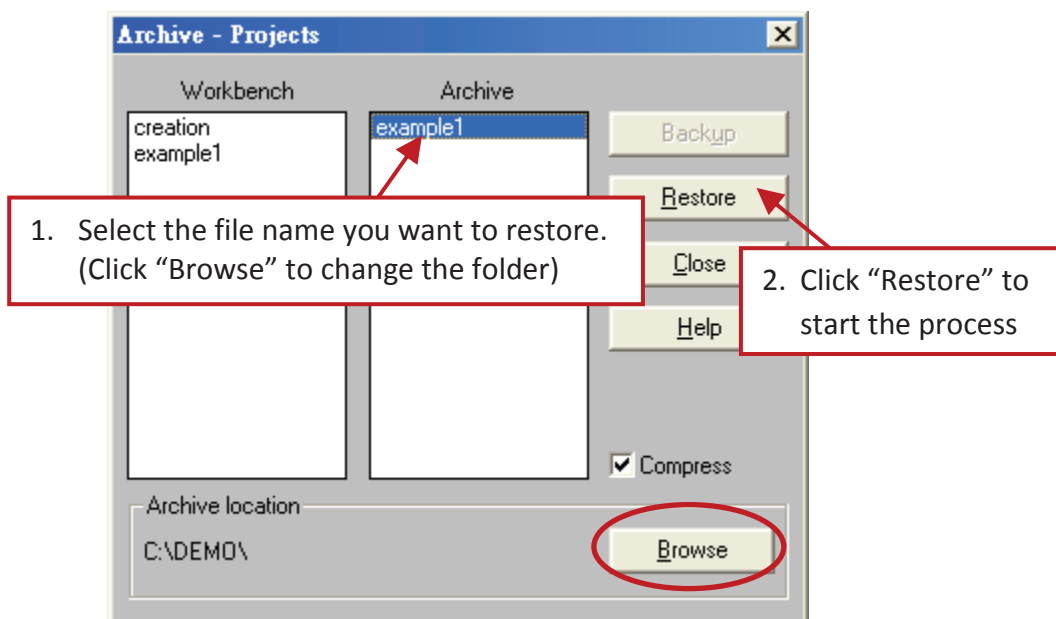 Archive - Projects
Workbench
Archive
creation
example1
example1
Backup
Restore
Close
Help
1. Select the file name you want to restore.
(Click “Browse” to change the folder)
2. Click “Restore” to
start the process
Compress
Archive location
C:\DEMO\
Browse